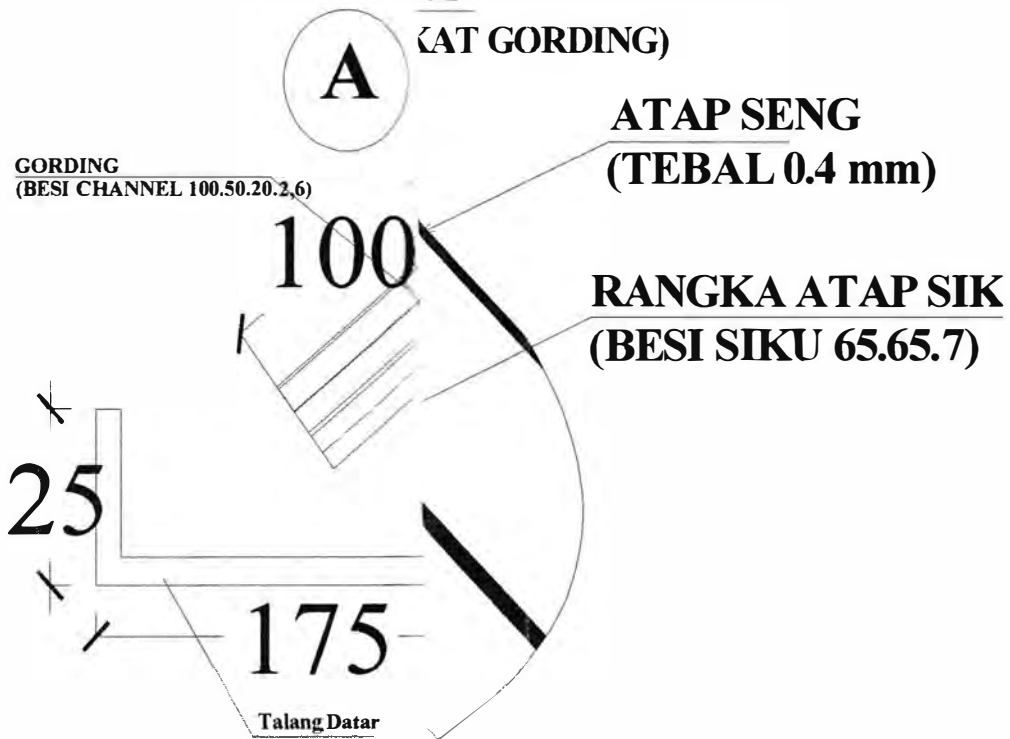 GORDING)
A
ATAP SENG
(TEBAL 0.4 mm)
GORDING
(BESI CHANNEL 100.50.20.2,6)
100
RANGKA ATAP SIK
(BESI SIKU 65.65.7)
25
175
Talang Datar